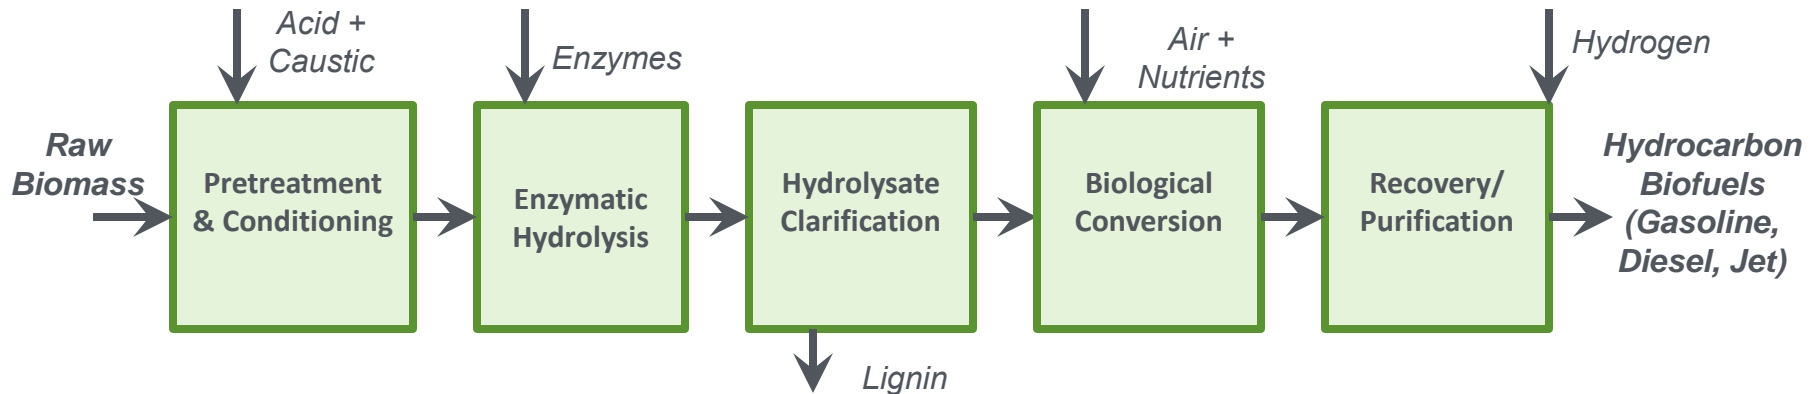 Acid +
Caustic
Enzymes
Air +
Nutrients
Hydrogen
Raw
Biomass
Pretreatment
& Conditioning
Enzymatic
Hydrolysis
Hydrolysate
Clarification
Biological
Conversion
Recovery/
Purification
Hydrocarbon
Biofuels
(Gasoline,
Diesel, Jet)
Lignin